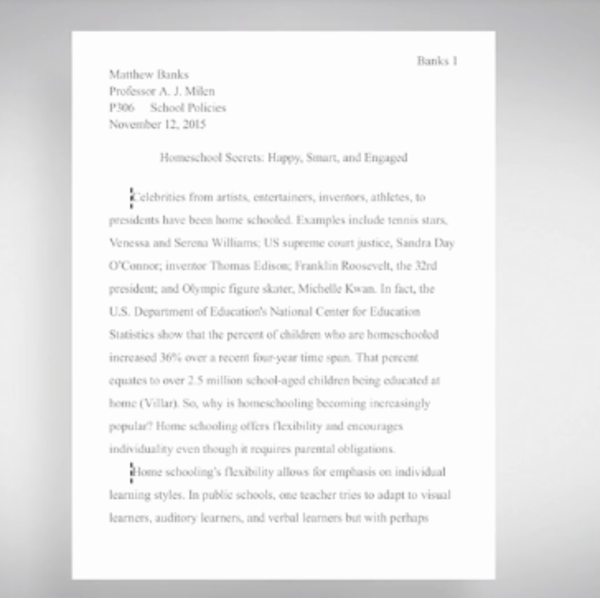 Banks 1
Matthew Banks
Professor A. J. Milen
P306 School Policies
November 12, 2015
Homeschool Secrets: Happy, Smart, and Engaged
Celebrities from artists, entertainers, inventors, athletes, to
presidents have been home schooled. Examples include tennis stars,
Venessa and Serena Williams; US supreme court justice, Sandra Day
O'Connor; inventor Thomas Edison; Franklin Roosevelt, the 32rd
president; and Olympic figure skater, Michelle Kwan. In fact, the
U.S. Department of Education's National Center for Education
Statistics show that the percent of children who are homeschooled
increased 36% over a recent four-year time span. That percent
equates to over 2.5 million school-aged children being educated at
home (Villar). So, why is homeschooling becoming increasingly
popular? Home schooling offers flexibility and encourages
individuality even though it requires parental obligations.
Home schooling's flexibility allows for emphasis on individual
learning styles. In public schools, one teacher tries to adapt to visual
learners, auditory learners, and verbal learners but with perhaps